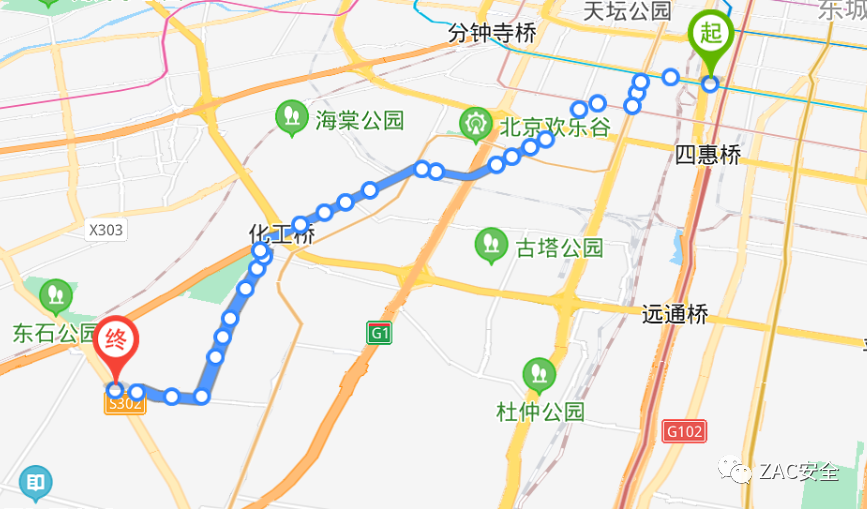 天坛公园
东城
分钟寺桥
起
海棠公园
北京欢乐谷
四惠桥
X303
化工桥
古塔公园
东石公园
终
远通桥
G1
S302
杜仲公园
G102
ZAC安全